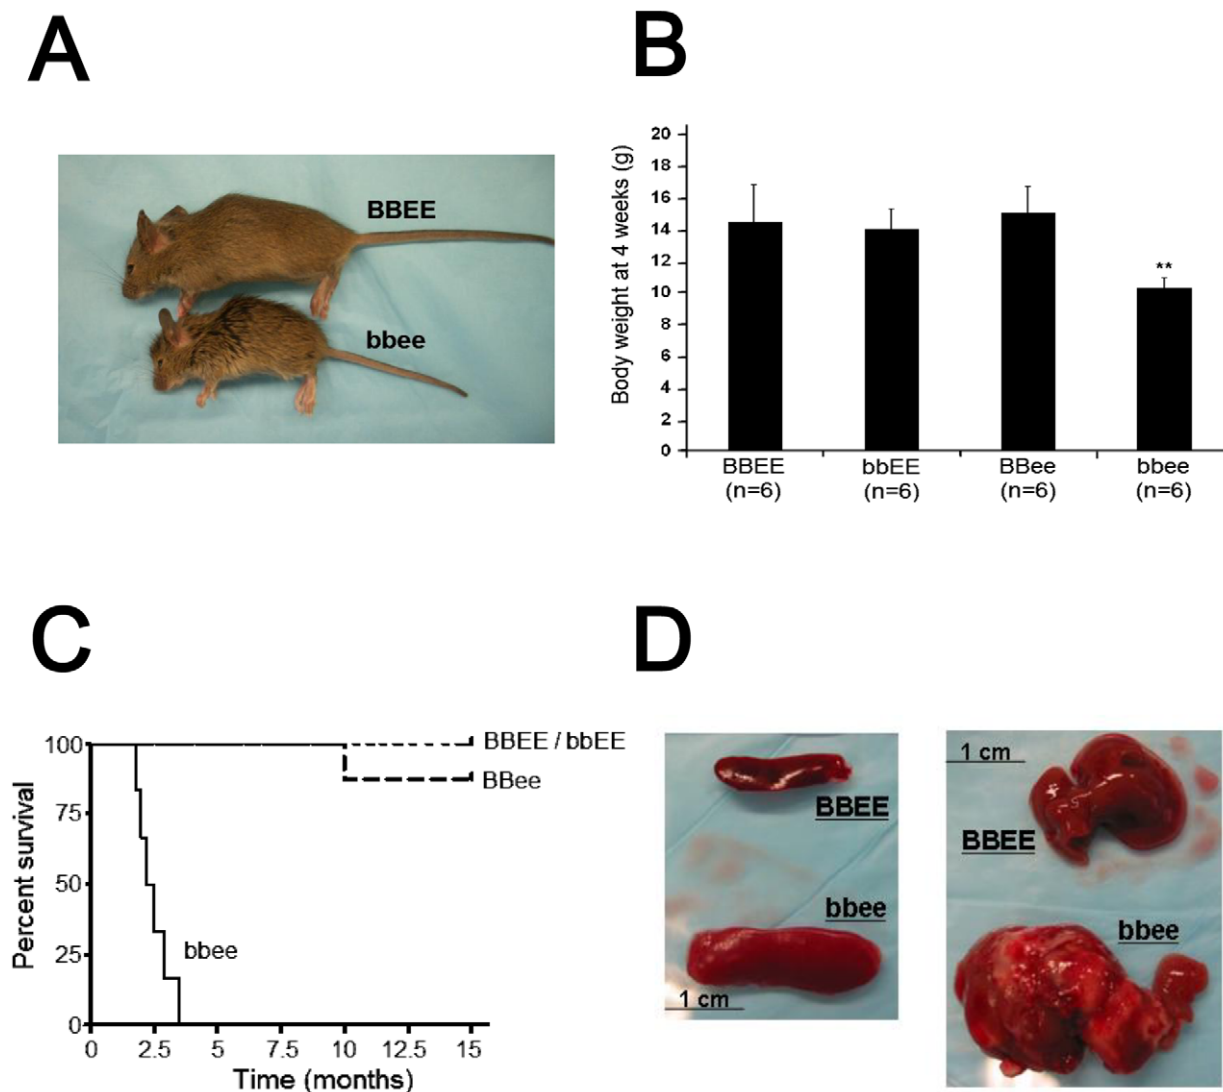 A
BBEE
bbee
B
Body weight at 4 weeks (g)
20
18
16
14
12
10
8
6
4
2
0
**
BBEE bbEE BBee bbee
(n=6) (n=6) (n=6) (n=6)
C
Percent survival
100
75
50
25
0
BBEE / bbEE
BBee
bbee
0 2.5 5 7.5 10 12.5 15
Time (months)
D
BBEE
bbee
1 cm
1 cm
BBEE
bbee